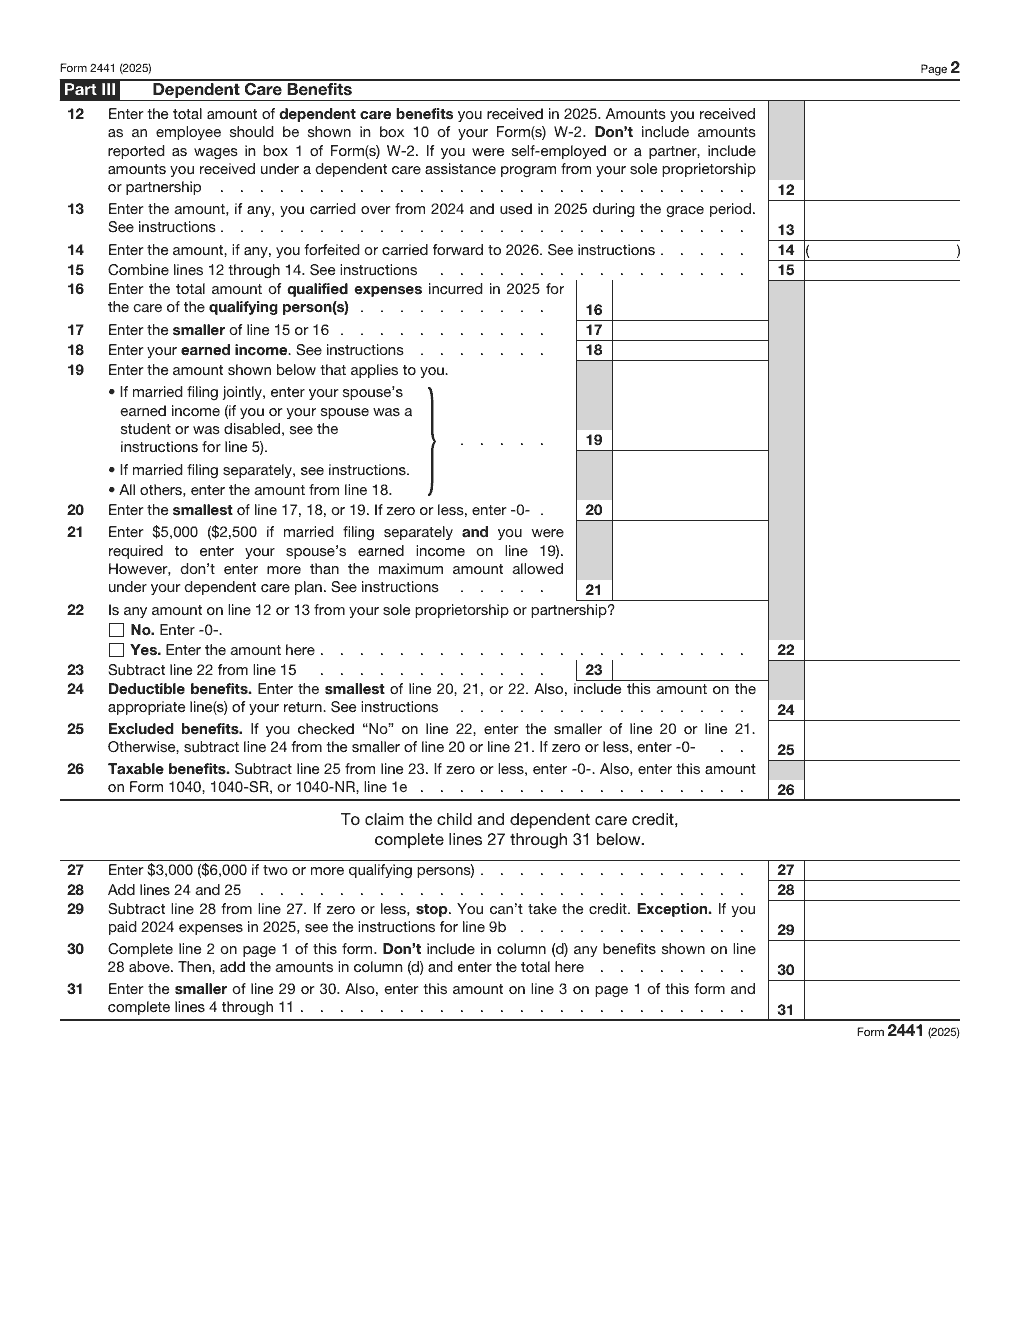 Form 2441 (2025) Page 2
Part III Dependent Care Benefits
12 Enter the total amount of dependent care benefits you received in 2025. Amounts you received
as an employee should be shown in box 10 of your Form(s) W-2. Don’t include amounts
reported as wages in box 1 of Form(s) W-2. If you were self-employed or a partner, include
amounts you received under a dependent care assistance program from your sole proprietorship
or partnership . . . . . . . . . . . . . . . . . . . . . . . . . 12
13 Enter the amount, if any, you carried over from 2024 and used in 2025 during the grace period.
See instructions . . . . . . . . . . . . . . . . . . . . . . . . . 13
14 Enter the amount, if any, you forfeited or carried forward to 2026. See instructions . . . . . 14 ( )
15 Combine lines 12 through 14. See instructions . . . . . . . . . . . . . . . 15
16 Enter the total amount of qualified expenses incurred in 2025 for
the care of the qualifying person(s) . . . . . . . . . . 16
17 Enter the smaller of line 15 or 16 . . . . . . . . . . . 17
18 Enter your earned income. See instructions . . . . . . . 18
19 Enter the amount shown below that applies to you.
• If married filing jointly, enter your spouse’s
earned income (if you or your spouse was a
student or was disabled, see the
instructions for line 5). . . . . . 19
• If married filing separately, see instructions.
• All others, enter the amount from line 18.
20 Enter the smallest of line 17, 18, or 19. If zero or less, enter -0- . 20
21 Enter $5,000 ($2,500 if married filing separately and you were
required to enter your spouse’s earned income on line 19).
However, don’t enter more than the maximum amount allowed
under your dependent care plan. See instructions . . . . . 21
22 Is any amount on line 12 or 13 from your sole proprietorship or partnership?
No. Enter -0-.
Yes. Enter the amount here . . . . . . . . . . . . . . . . . . . . . 22
23 Subtract line 22 from line 15 . . . . . . . . . . . 23
24 Deductible benefits. Enter the smallest of line 20, 21, or 22. Also, include this amount on the
appropriate line(s) of your return. See instructions . . . . . . . . . . . . . . 24
25 Excluded benefits. If you checked “No” on line 22, enter the smaller of line 20 or line 21.
Otherwise, subtract line 24 from the smaller of line 20 or line 21. If zero or less, enter -0- . . 25
26 Taxable benefits. Subtract line 25 from line 23. If zero or less, enter -0-. Also, enter this amount
on Form 1040, 1040-SR, or 1040-NR, line 1e . . . . . . . . . . . . . . . . 26
To claim the child and dependent care credit,
complete lines 27 through 31 below.
27 Enter $3,000 ($6,000 if two or more qualifying persons) . . . . . . . . . . . . . 27
28 Add lines 24 and 25 . . . . . . . . . . . . . . . . . . . . . . . 28
29 Subtract line 28 from line 27. If zero or less, stop. You can’t take the credit. Exception. If you
paid 2024 expenses in 2025, see the instructions for line 9b . . . . . . . . . . . 29
30 Complete line 2 on page 1 of this form. Don’t include in column (d) any benefits shown on line
28 above. Then, add the amounts in column (d) and enter the total here . . . . . . . 30
31 Enter the smaller of line 29 or 30. Also, enter this amount on line 3 on page 1 of this form and
complete lines 4 through 11 . . . . . . . . . . . . . . . . . . . . . . 31
Form 2441 (2025)